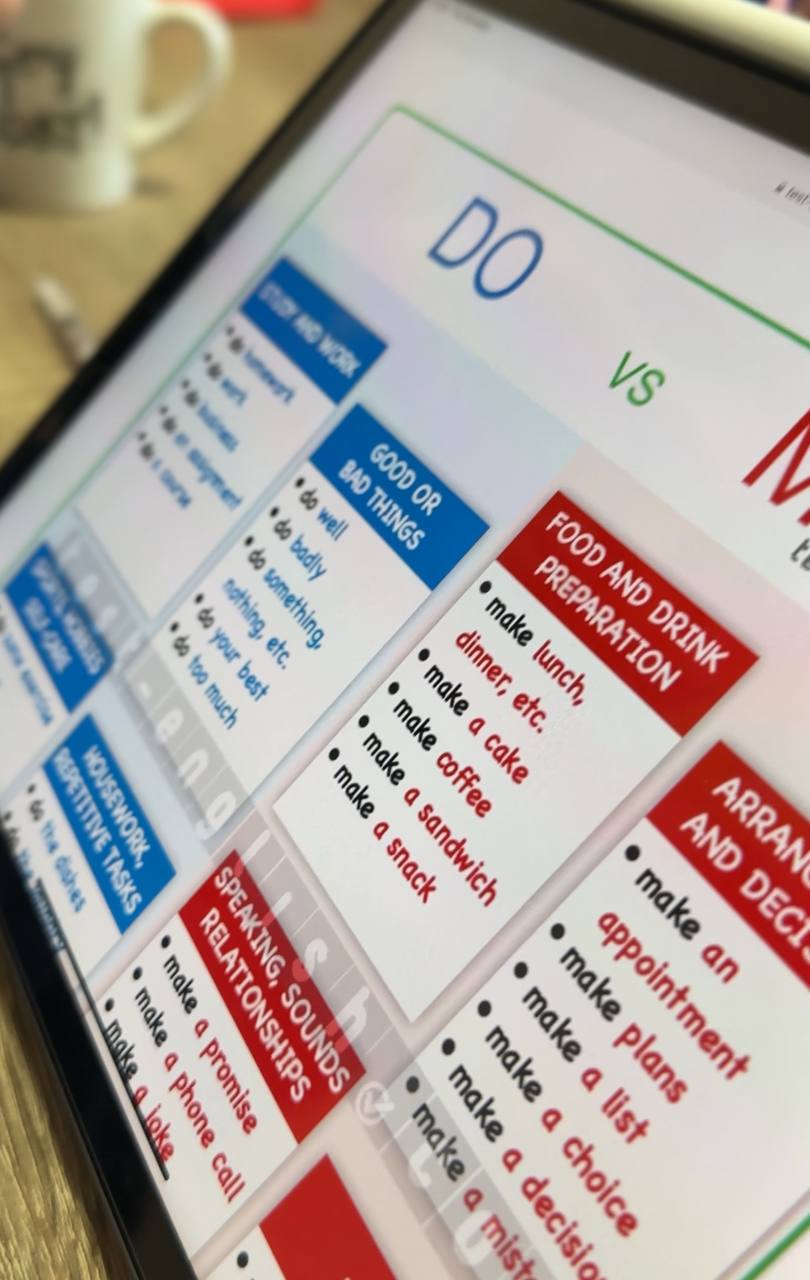 DO
VS
STUDY AND WORK
• do homework
• do work
• do business
• do an assignment
• do a course
GOOD OR
BAD THINGS
• do well
• do badly
• do something,
nothing, etc.
• do your best
• do too much
FOOD AND DRINK
PREPARATION
• make lunch,
dinner, etc.
• make a cake
• make coffee
• make a sandwich
• make a snack
HOUSEWORK,
REPETITIVE TASKS
• do the dishes
• do the
SPEAKING, SOUNDS
RELATIONSHIPS
• make a promise
• make a phone call
• make a joke
AND
• make an
appointment
• make plans
• make a list
• make a choice
• make a decision
• make a
test-english